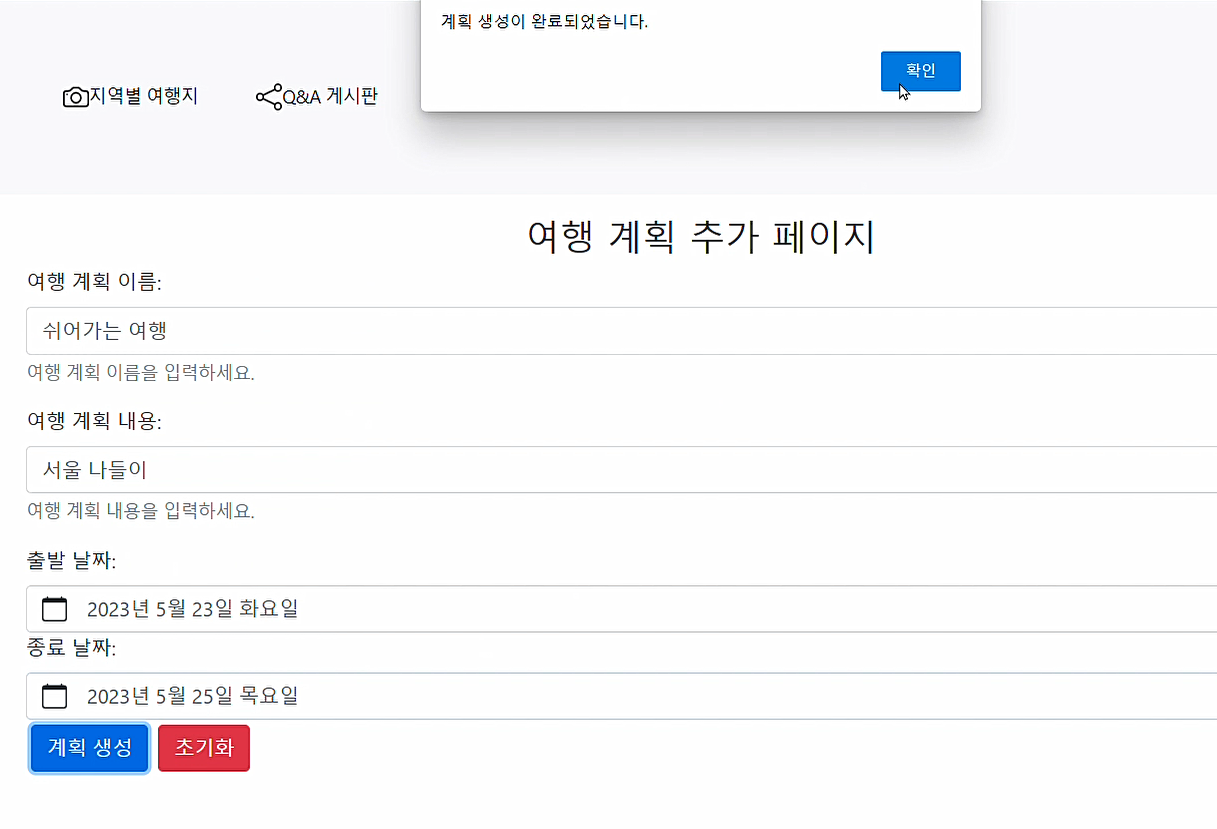 계획 생성이 완료되었습니다.
확인
지역별 여행지
Q&A 게시판
여행 계획 추가 페이지
여행 계획 이름:
쉬어가는 여행
여행 계획 이름을 입력하세요.
여행 계획 내용:
서울 나들이
여행 계획 내용을 입력하세요.
출발 날짜:
2023년 5월 23일 화요일
종료 날짜:
2023년 5월 25일 목요일
계획 생성 초기화